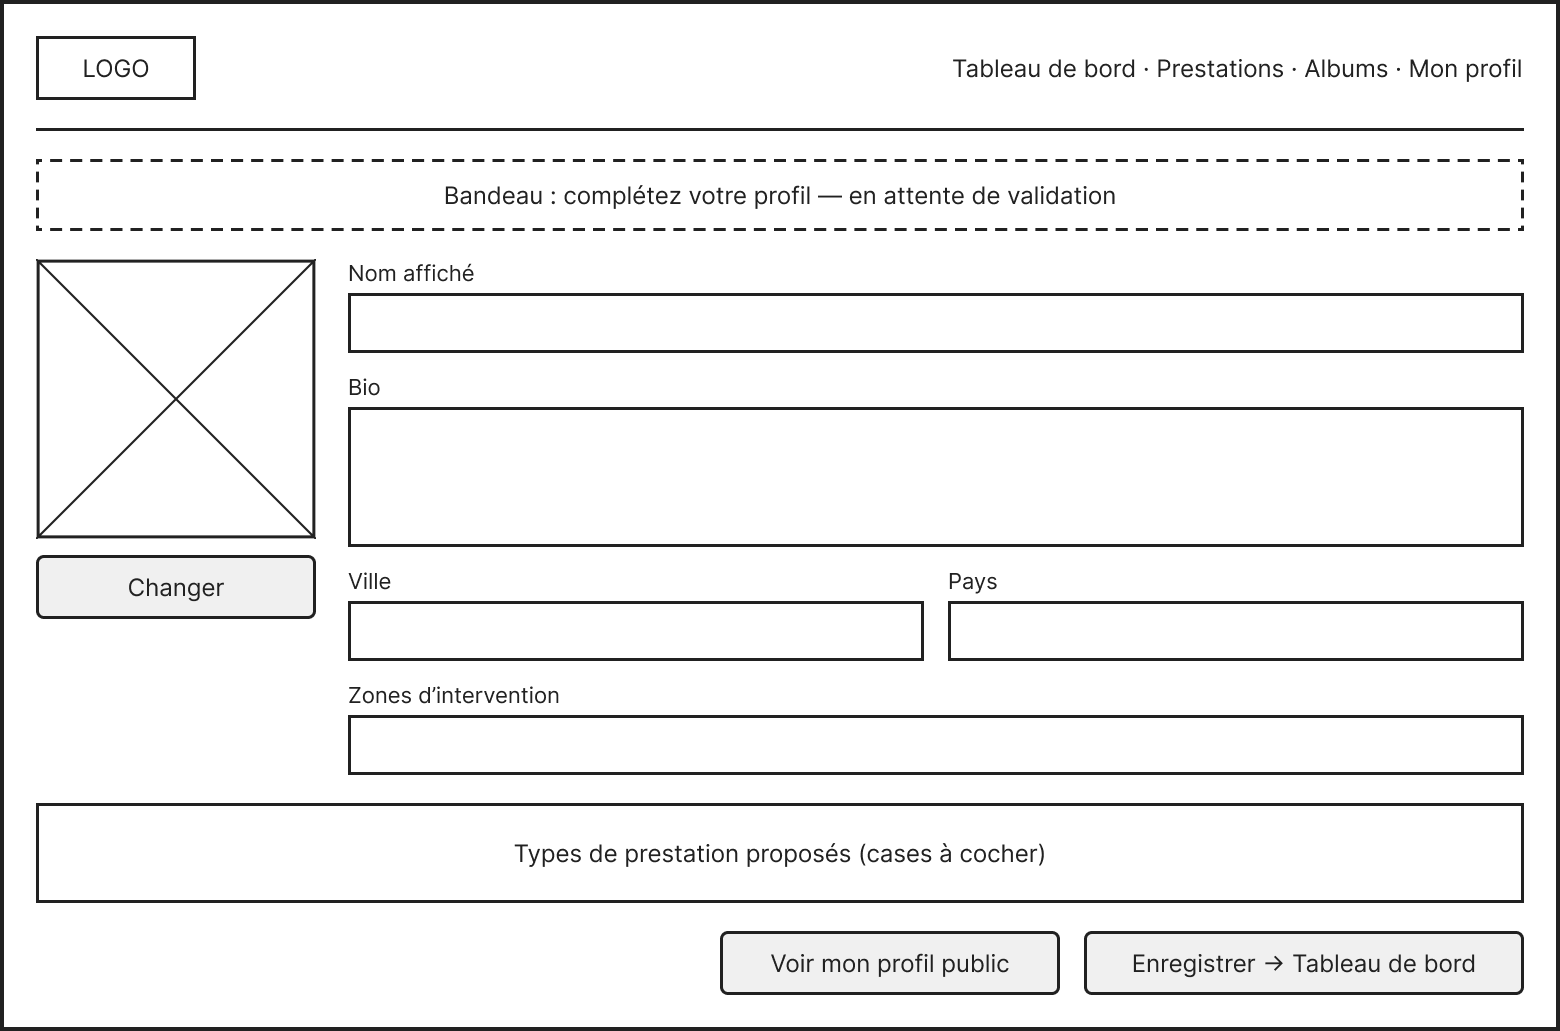 LOGO
Tableau de bord · Prestations · Albums · Mon profil
Bandeau : complétez votre profil — en attente de validation
Nom affiché
Bio
Changer
Ville
Pays
Zones d’intervention
Types de prestation proposés (cases à cocher)
Voir mon profil public
Enregistrer → Tableau de bord